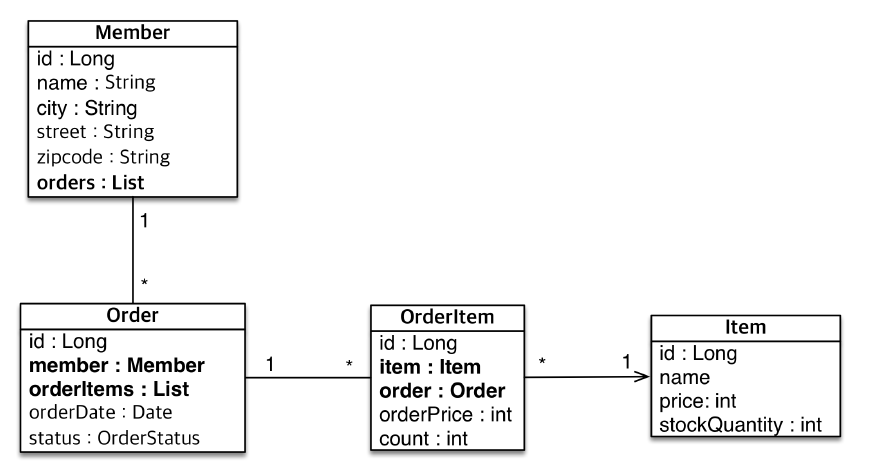 Member
id : Long
name : String
city : String
street : String
zipcode : String
orders : List
1
*
Order
id : Long
member : Member
orderItems : List
orderDate : Date
status : OrderStatus
1
*
OrderItem
id : Long
item : Item
order : Order
orderPrice : int
count : int
*
1
Item
id : Long
name
price: int
stockQuantity : int